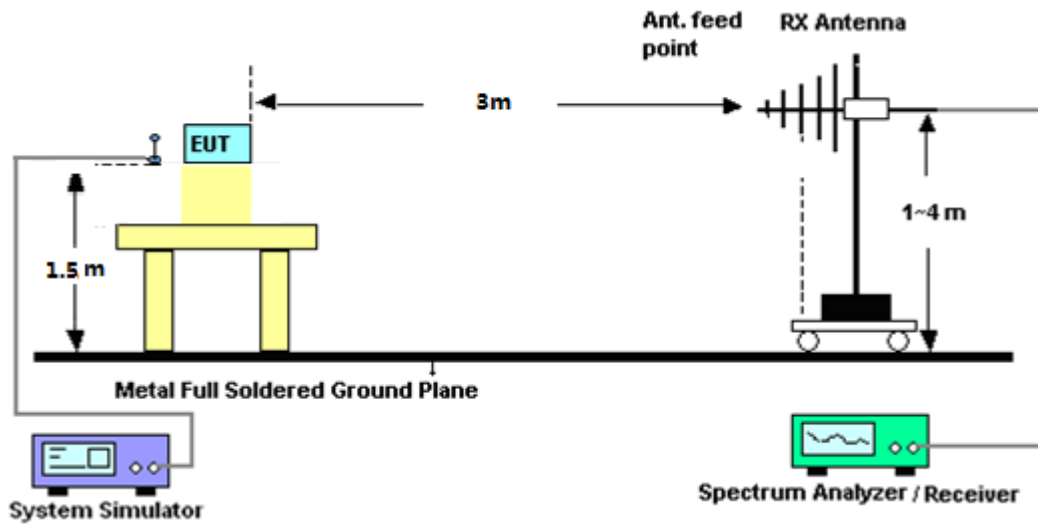 Ant. feed
point
RX Antenna
3m
EUT
1~4 m
1.5 m
Metal Full Soldered Ground Plane
System Simulator
Spectrum Analyzer / Receiver